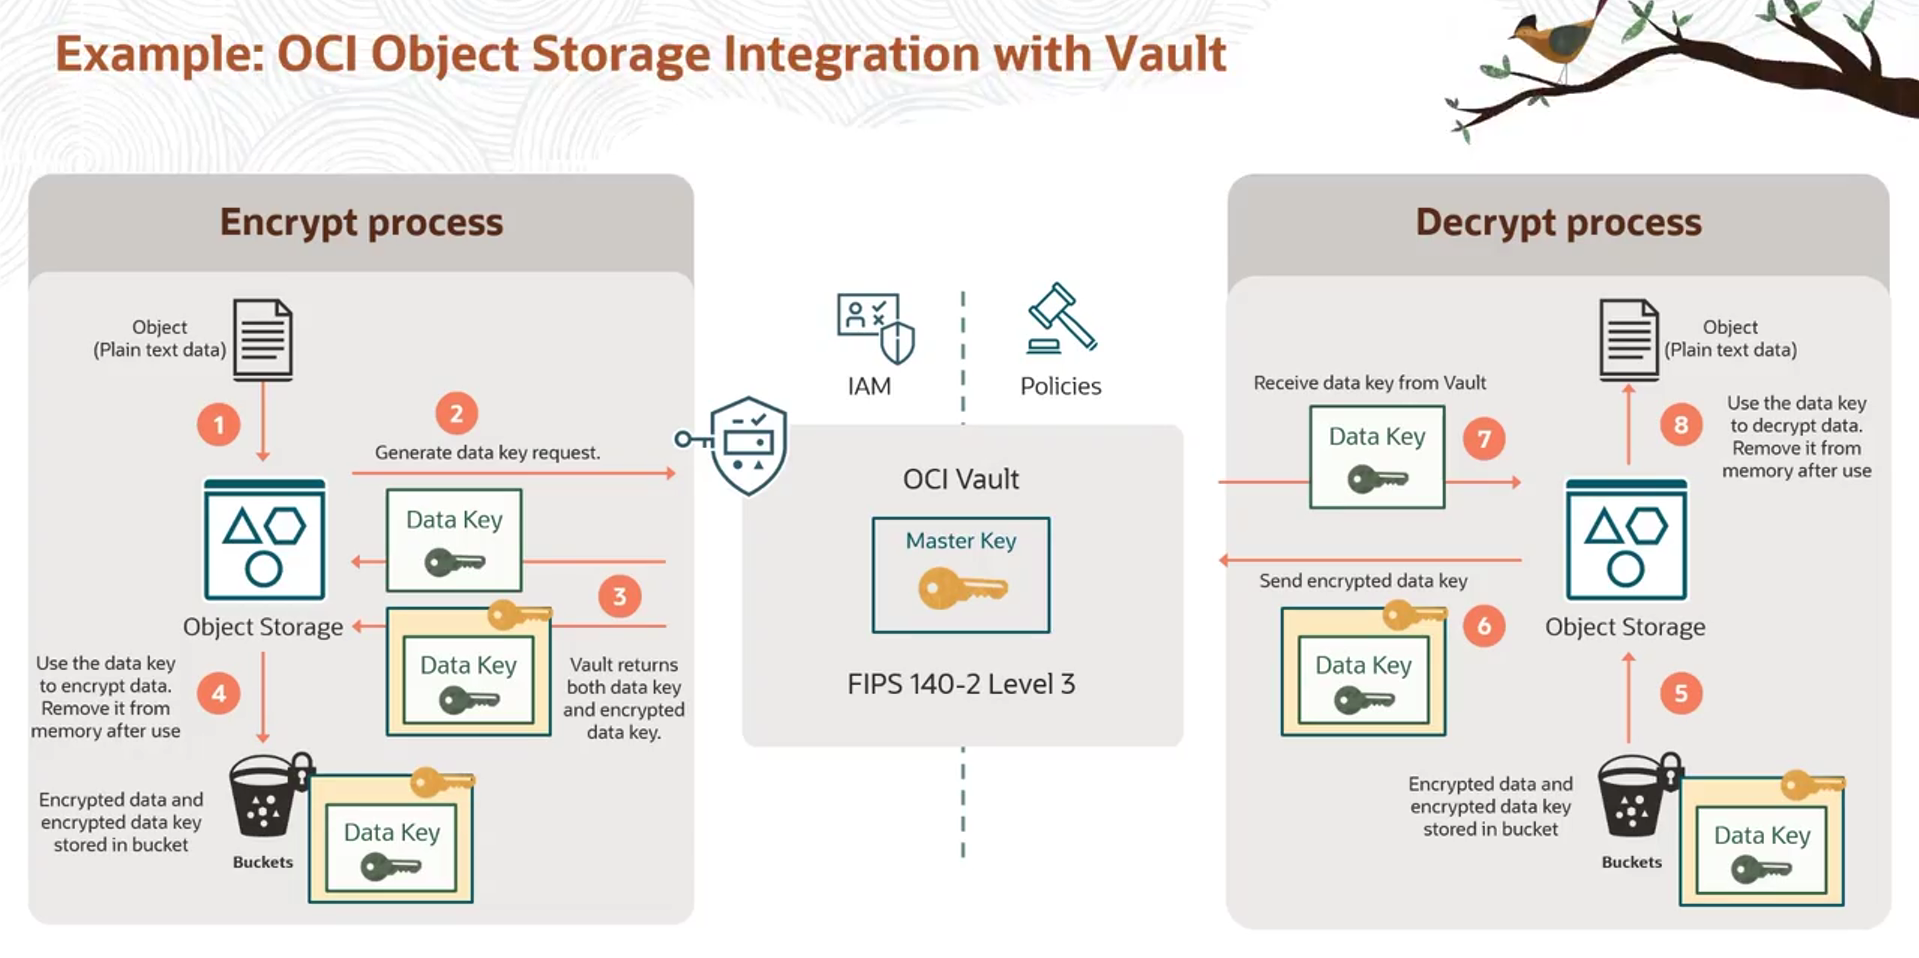 Example: OCI Object Storage Integration with Vault
Encrypt process
Object
(Plain text data)
1
2
Generate data key request.
Data Key
3
Object Storage
Data Key
Vault returns
both data key
and encrypted
data key.
Use the data key
to encrypt data.
Remove it from
memory after use
4
Encrypted data and
encrypted data key
stored in bucket
Buckets
Data Key
IAM
Policies
OCI Vault
Master Key
FIPS 140-2 Level 3
Decrypt process
Object
(Plain text data)
Receive data key from Vault
Data Key
7
8
Use the data key
to decrypt data.
Remove it from
memory after use
Send encrypted data key
6
Data Key
Object Storage
5
Encrypted data and
encrypted data key
stored in bucket
Buckets
Data Key